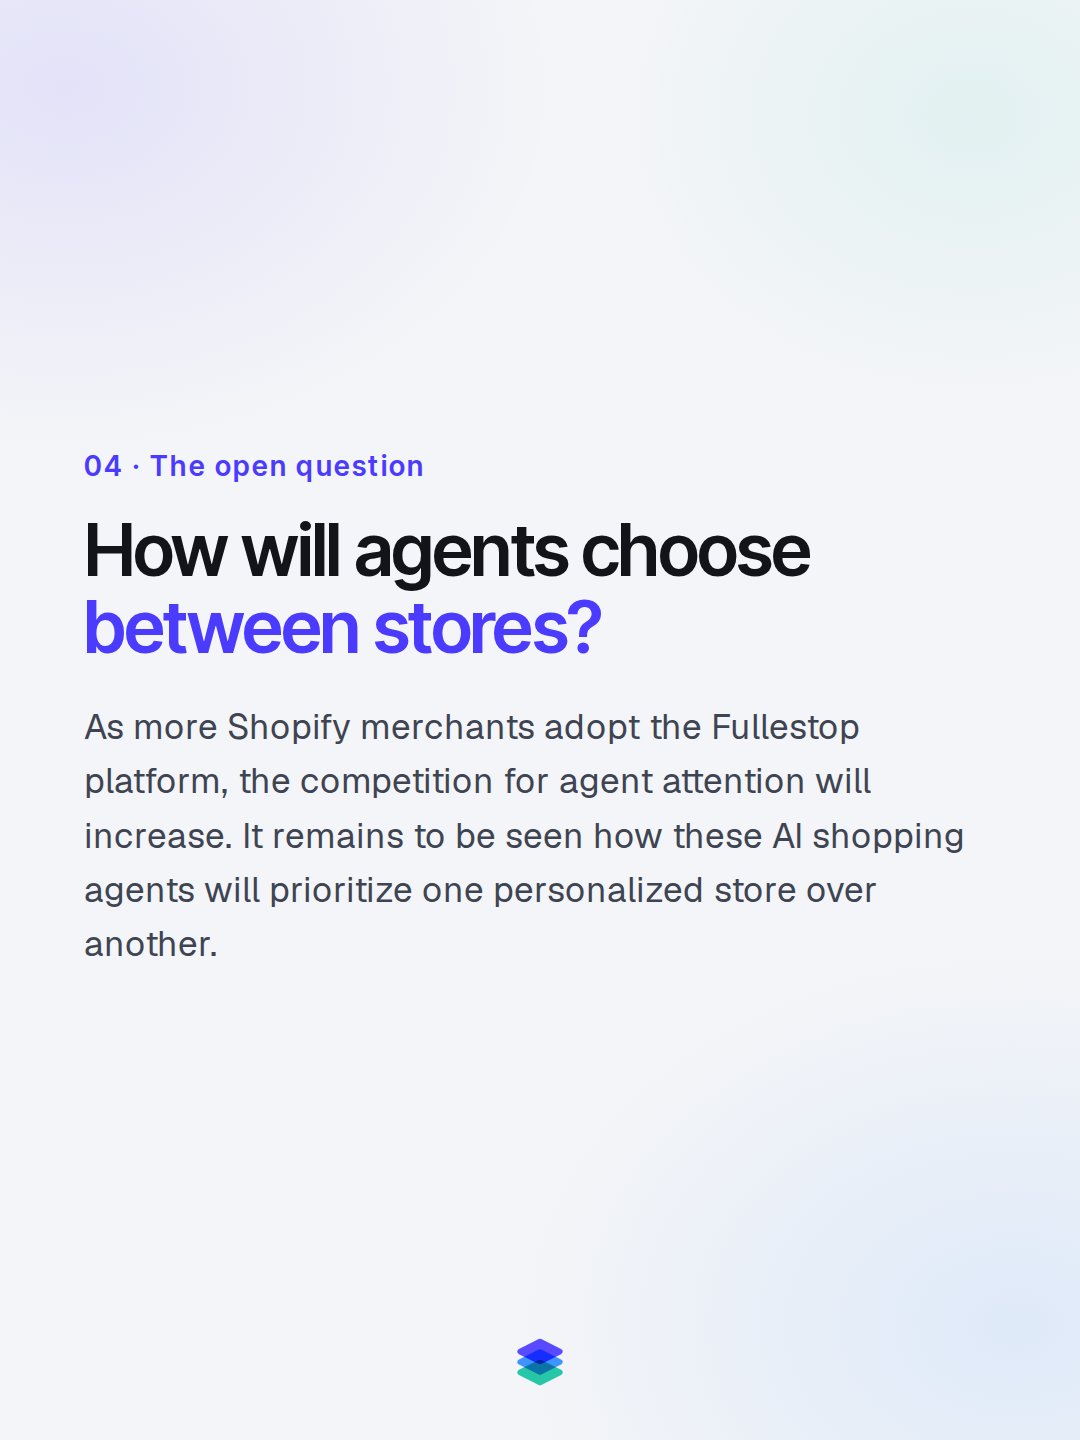 04 · The open question
How will agents choose
between stores?
As more Shopify merchants adopt the Fullestop
platform, the competition for agent attention will
increase. It remains to be seen how these AI shopping
agents will prioritize one personalized store over
another.